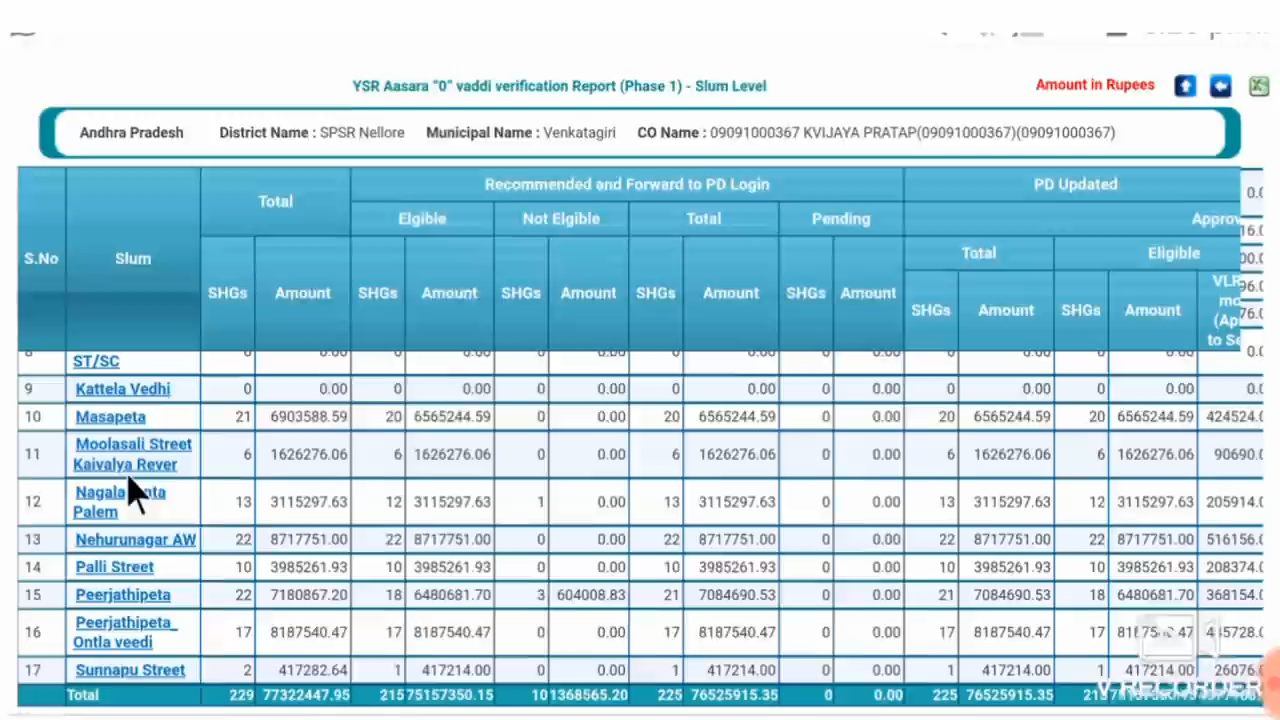 YSR Aasara "0" vaddi verification Report (Phase 1) - Slum Level
Amount in Rupees
Andhra Pradesh District Name : SPSR Nellore Municipal Name : Venkatagiri CO Name : 09091000367 KVIJAYA PRATAP(09091000367)(09091000367)
S.No Slum Total Recommended and Forward to PD Login PD Updated
Elgible Not Elgible Total Pending
Total Eligible
SHGs Amount SHGs Amount SHGs Amount SHGs Amount SHGs Amount SHGs Amount SHGs Amount
ST/SC
9 Kattela Vedhi 0 0.00 0 0.00 0 0.00 0 0.00 0 0.00 0 0.00 0 0.00
10 Masapeta 21 6903588.59 20 6565244.59 0 0.00 20 6565244.59 0 0.00 20 6565244.59 20 6565244.59 424524.
11 Moolasali Street
Kaivalya Rever 6 1626276.06 6 1626276.06 0 0.00 6 1626276.06 0 0.00 6 1626276.06 6 1626276.06 90690.
12
Palem 13 3115297.63 12 3115297.63 1 0.00 13 3115297.63 0 0.00 13 3115297.63 12 3115297.63 205914.
13 Nehurunagar AW 22 8717751.00 22 8717751.00 0 0.00 22 8717751.00 0 0.00 22 8717751.00 22 8717751.00 516156.
14 Palli Street 10 3985261.93 10 3985261.93 0 0.00 10 3985261.93 0 0.00 10 3985261.93 10 3985261.93 208374.
15 Peerjathipeta 22 7180867.20 18 6480681.70 3 604008.83 21 7084690.53 0 0.00 21 7084690.53 18 6480681.70 368154.
16 Peerjathipeta_
Ontla veedi 17 8187540.47 17 8187540.47 0 0.00 17 8187540.47 0 0.00 17 8187540.47 17
17 Sunnapu Street 2 417282.64 1 417214.00 0 0.00 1 417214.00 0 0.00 1 417214.00 1 417214.00 26076.
Total 229 77322447.95 215 75157350.15 10 1368565.20 225 76525915.35 0 0.00 225 76525915.35
V RECORDER